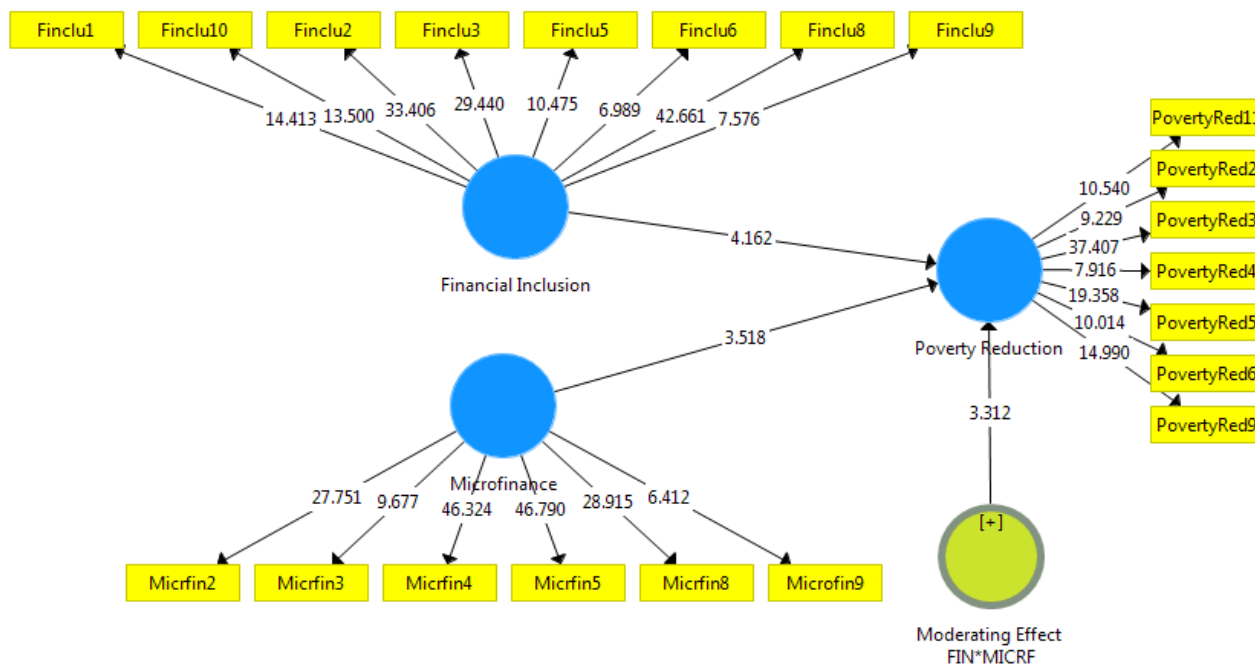 Finclu1 Finclu10 Finclu2 Finclu3 Finclu5 Finclu6 Finclu8 Finclu9
14.413 13.500 33.406 29.440 10.475 6.989 42.661 7.576
PovertyRed11
PovertyRed2
PovertyRed3
PovertyRed4
PovertyRed5
PovertyRed6
PovertyRed9
10.540
9.229
37.407
7.916
19.358
10.014
14.990
4.162
Financial Inclusion
3.518
Poverty Reduction
Microfinance
3.312
27.751 9.677 46.324 46.790 28.915 6.412
Micrfin2 Micrfin3 Micrfin4 Micrfin5 Micrfin8 Microfin9
[+]
Moderating Effect
FIN*MICRF